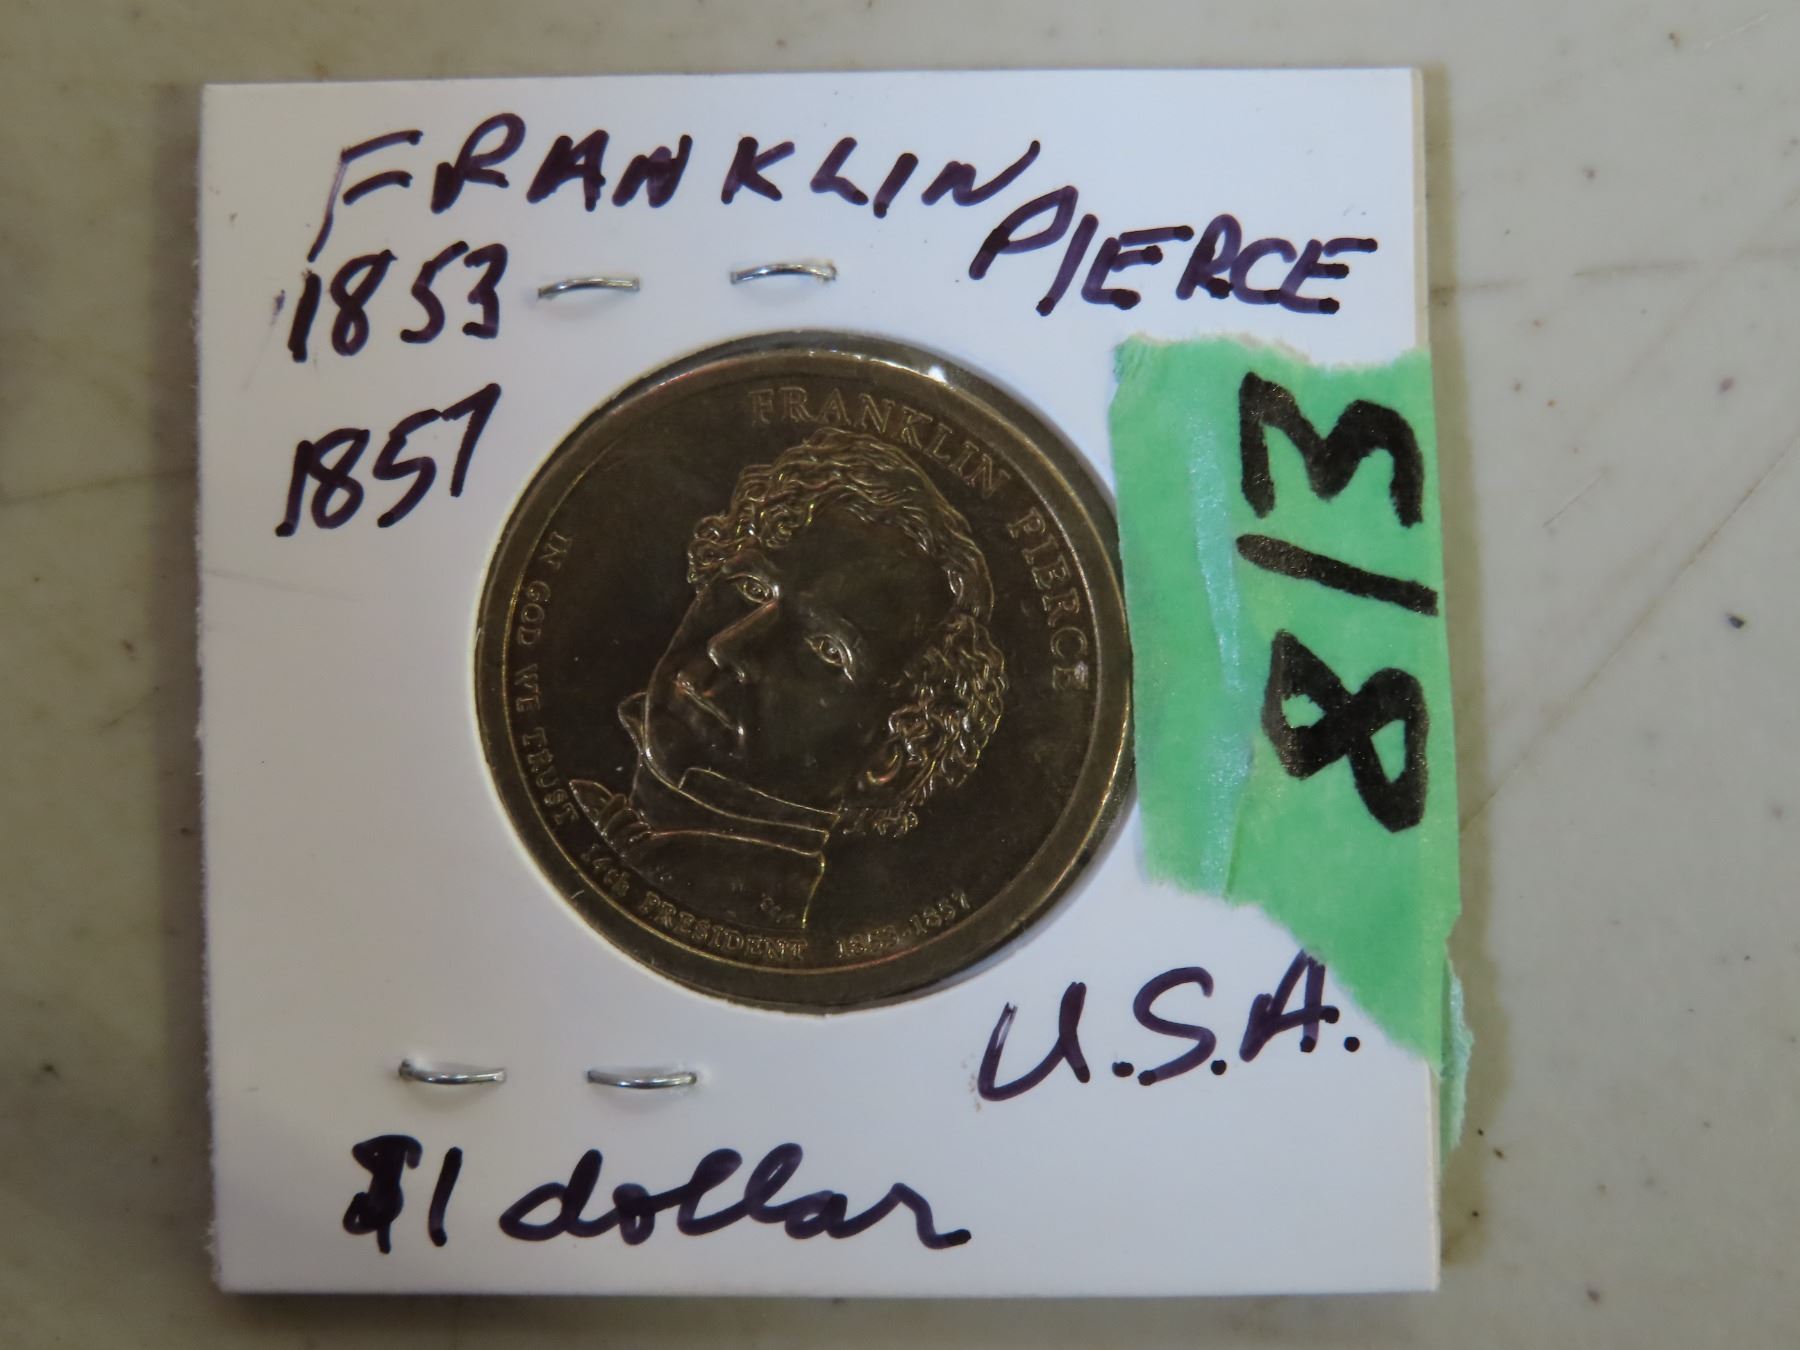 FRANKLIN PIERCE
1853
1857
FRANKLIN PIERCE
IN GOD WE TRUST
14th PRESIDENT 1853-1857
813
U.S.A.
$1 dollar